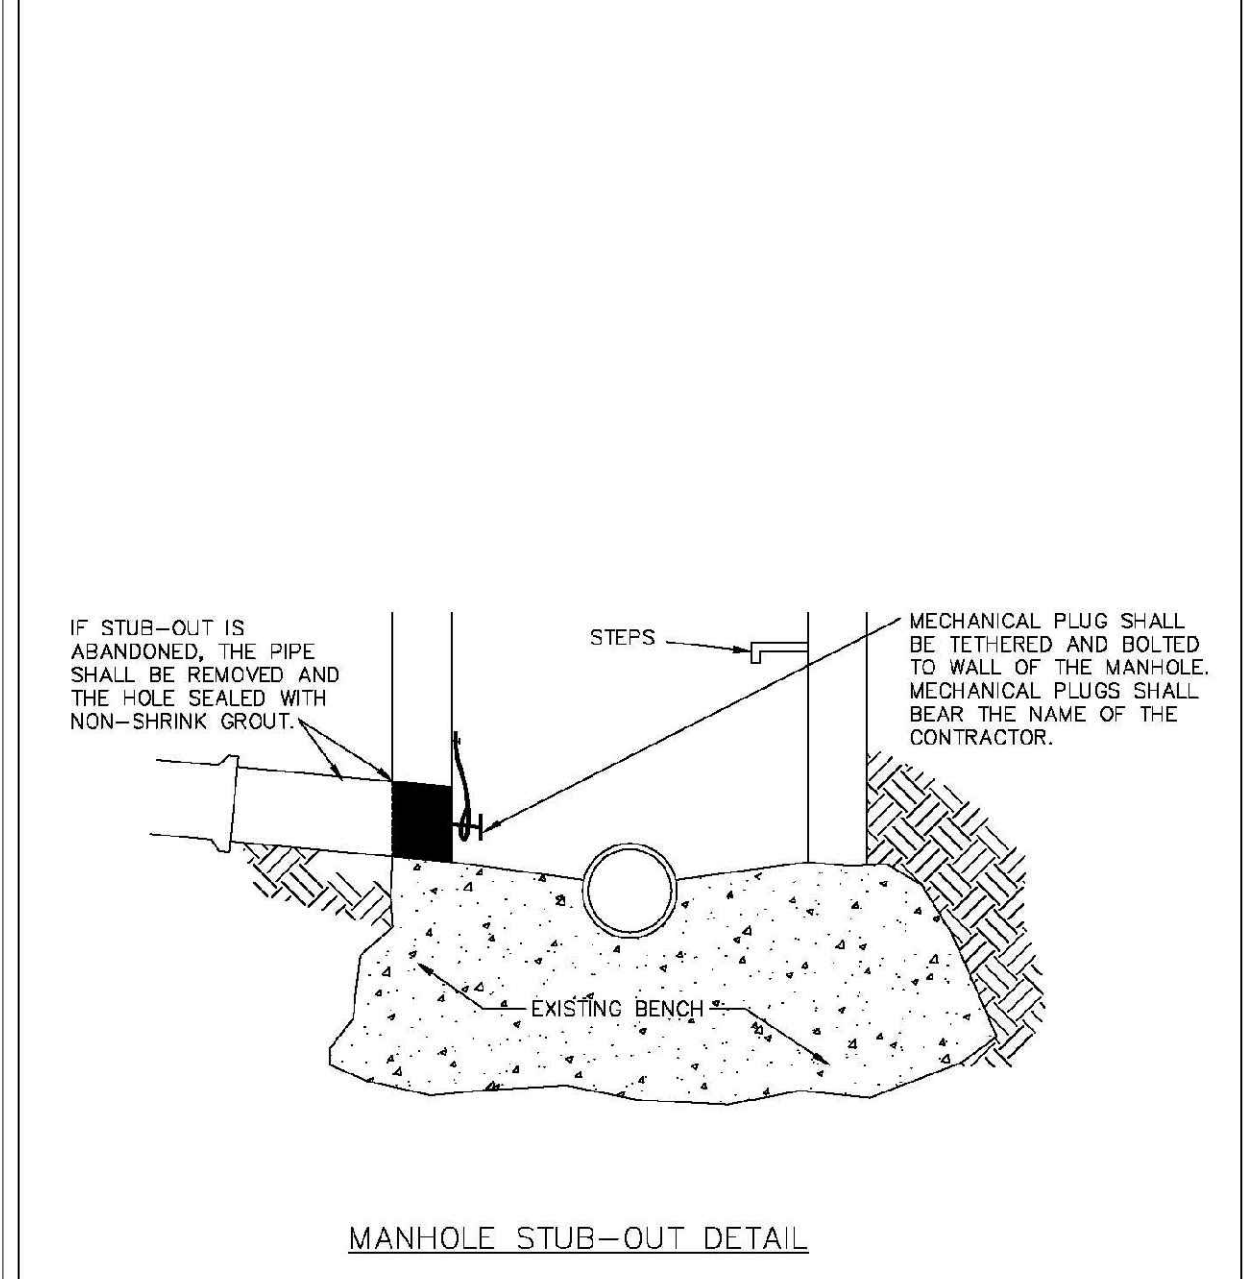 IF STUB-OUT IS
ABANDONED, THE PIPE
SHALL BE REMOVED AND
THE HOLE SEALED WITH
NON-SHRINK GROUT.
STEPS
MECHANICAL PLUG SHALL
BE TETHERED AND BOLTED
TO WALL OF THE MANHOLE.
MECHANICAL PLUGS SHALL
BEAR THE NAME OF THE
CONTRACTOR.
EXISTING BENCH
MANHOLE STUB-OUT DETAIL